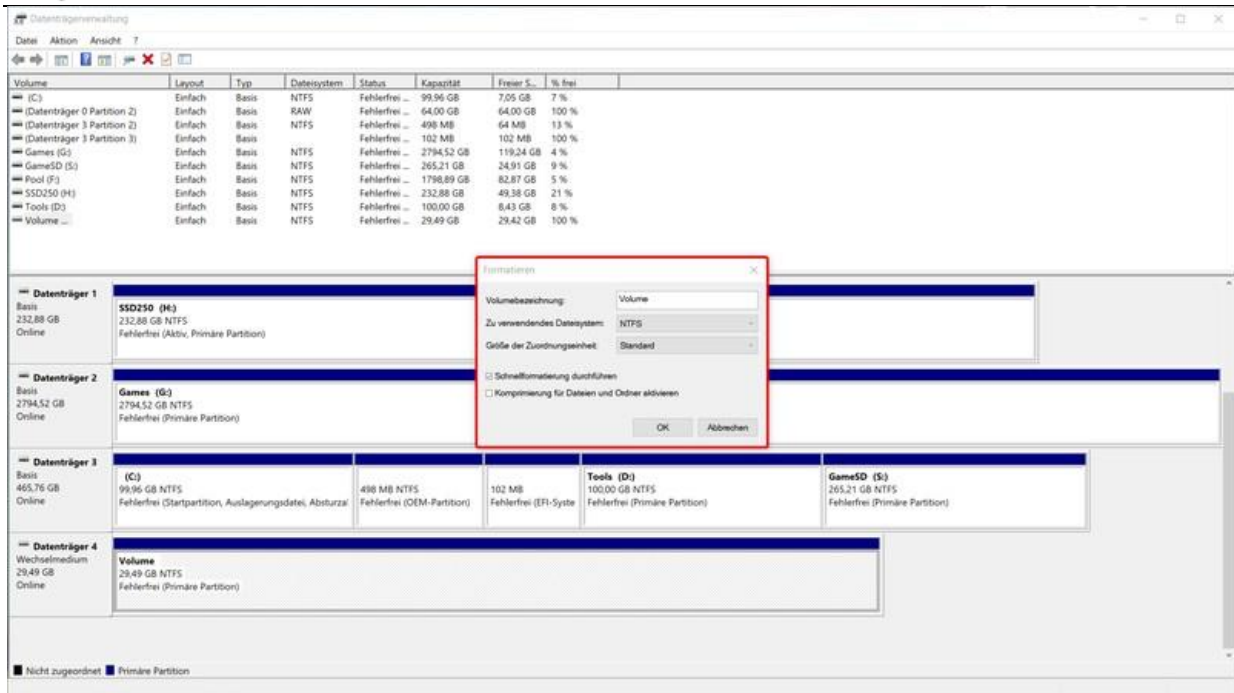 Datenträgerverwaltung
Datei Aktion Ansicht ?
Volume Layout Typ Dateisystem Status Kapazität Freier S... % frei
(C:) Einfach Basis NTFS Fehlerfrei ... 99,96 GB 7,05 GB 7 %
(Datenträger 0 Partition 2) Einfach Basis RAW Fehlerfrei ... 64,00 GB 64,00 GB 100 %
(Datenträger 3 Partition 2) Einfach Basis NTFS Fehlerfrei ... 498 MB 64 MB 13 %
(Datenträger 3 Partition 3) Einfach Basis Fehlerfrei ... 102 MB 102 MB 100 %
Games (G:) Einfach Basis NTFS Fehlerfrei ... 2794,52 GB 119,24 GB 4 %
GameSD (S:) Einfach Basis NTFS Fehlerfrei ... 265,21 GB 24,91 GB 9 %
Pool (F:) Einfach Basis NTFS Fehlerfrei ... 1798,89 GB 82,87 GB 5 %
SSD250 (H:) Einfach Basis NTFS Fehlerfrei ... 232,88 GB 49,38 GB 21 %
Tools (D:) Einfach Basis NTFS Fehlerfrei ... 100,00 GB 8,43 GB 8 %
Volume ... Einfach Basis NTFS Fehlerfrei ... 29,49 GB 29,42 GB 100 %
Formatieren
Volumebezeichnung: Volume
Zu verwendendes Dateisystem: NTFS
Größe der Zuordnungseinheit: Standard
Schnellformatierung durchführen
Komprimierung für Dateien und Ordner aktivieren
OK Abbrechen
Datenträger 1
Basis
232,88 GB
Online
SSD250 (H:)
232,88 GB NTFS
Fehlerfrei (Aktiv, Primäre Partition)
Datenträger 2
Basis
2794,52 GB
Online
Games (G:)
2794,52 GB NTFS
Fehlerfrei (Primäre Partition)
Datenträger 3
Basis
465,76 GB
Online
(C:)
99,96 GB NTFS
Fehlerfrei (Startpartition, Auslagerungsdatei, Absturzal
498 MB NTFS
Fehlerfrei (OEM-Partition)
102 MB
Fehlerfrei (EFI-Syste
Tools (D:)
100,00 GB NTFS
Fehlerfrei (Primäre Partition)
GameSD (S:)
265,21 GB NTFS
Fehlerfrei (Primäre Partition)
Datenträger 4
Wechselmedium
29,49 GB
Online
Volume
29,49 GB NTFS
Fehlerfrei (Primäre Partition)
Nicht zugeordnet Primäre Partition